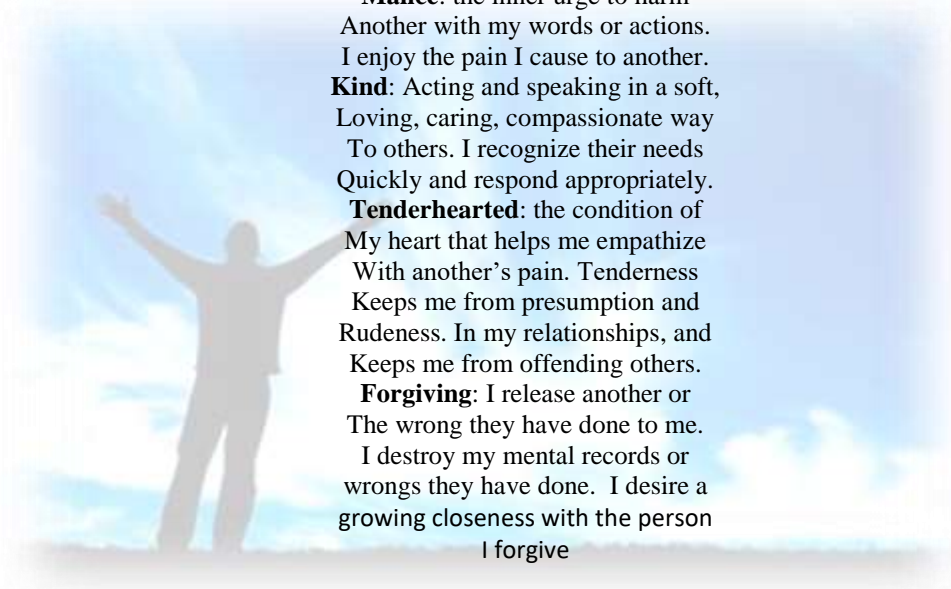 Malice: the inner urge to harm
Another with my words or actions.
I enjoy the pain I cause to another.
Kind: Acting and speaking in a soft,
Loving, caring, compassionate way
To others. I recognize their needs
Quickly and respond appropriately.
Tenderhearted: the condition of
My heart that helps me empathize
With another’s pain. Tenderness
Keeps me from presumption and
Rudeness. In my relationships, and
Keeps me from offending others.
Forgiving: I release another or
The wrong they have done to me.
I destroy my mental records or
wrongs they have done.  I desire a
growing closeness with the person
I forgive